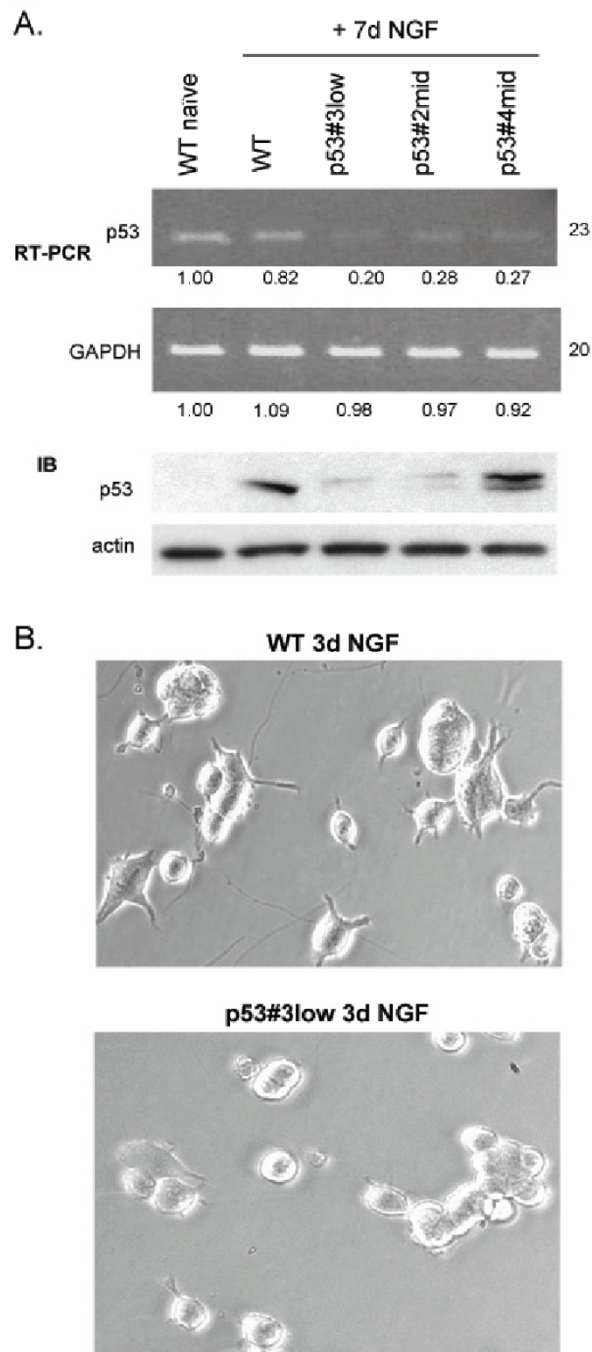 A.
+ 7d NGF
WT naïve
WT
p53#3low
p53#2mid
p53#4mid
RT-PCR
p53
23
1.00 0.82 0.20 0.28 0.27
GAPDH
20
1.00 1.09 0.98 0.97 0.92
IB
p53
actin
B.
WT 3d NGF
p53#3low 3d NGF